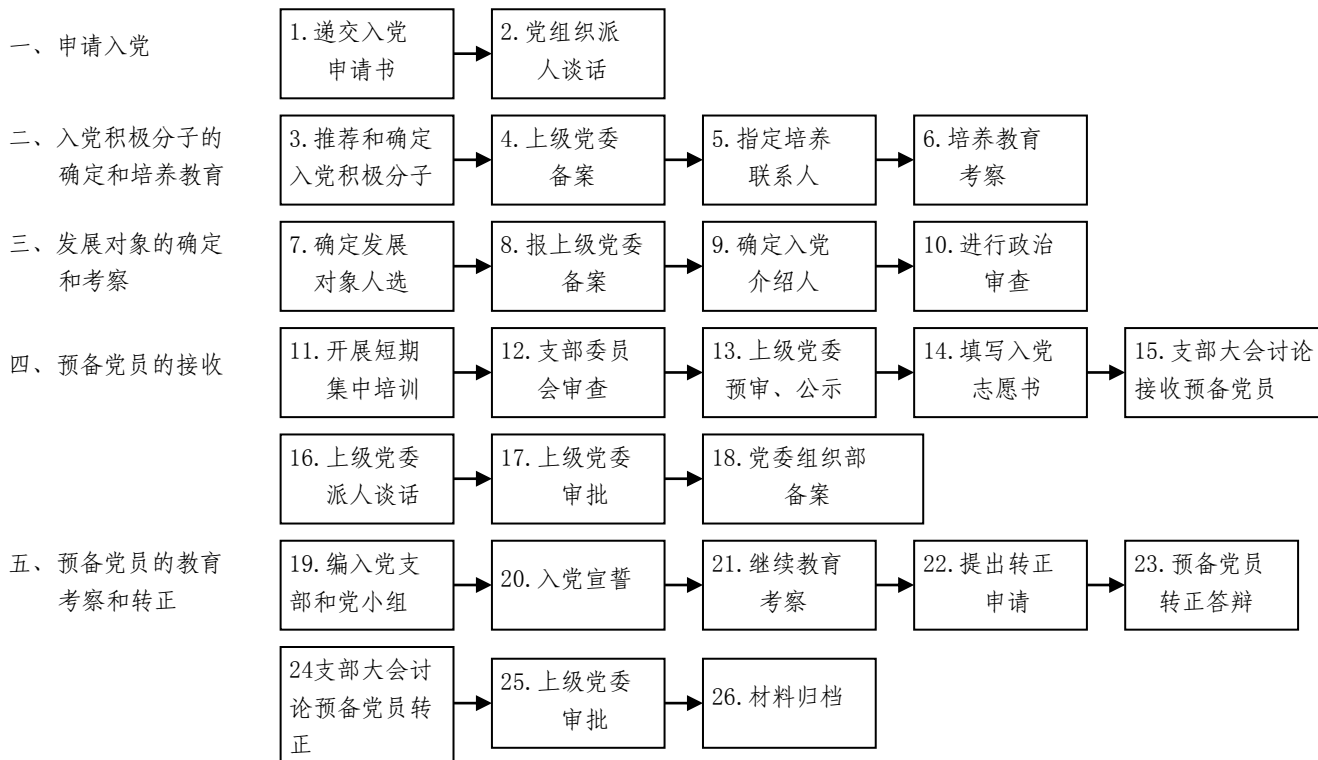 一、申请入党
1.递交入党
申请书
2.党组织派
人谈话
二、入党积极分子的
确定和培养教育
3.推荐和确定
入党积极分子
4.上级党委
备案
5.指定培养
联系人
6.培养教育
考察
三、发展对象的确定
和考察
7.确定发展
对象人选
8.报上级党委
备案
9.确定入党
介绍人
10.进行政治
审查
四、预备党员的接收
11.开展短期
集中培训
12.支部委员
会审查
13.上级党委
预审、公示
14.填写入党
志愿书
15.支部大会讨论
接收预备党员
16.上级党委
派人谈话
17.上级党委
审批
18.党委组织部
备案
五、预备党员的教育
考察和转正
19.编入党支
部和党小组
20.入党宣誓
21.继续教育
考察
22.提出转正
申请
23.预备党员
转正答辩
24支部大会讨
论预备党员转
正
25.上级党委
审批
26.材料归档